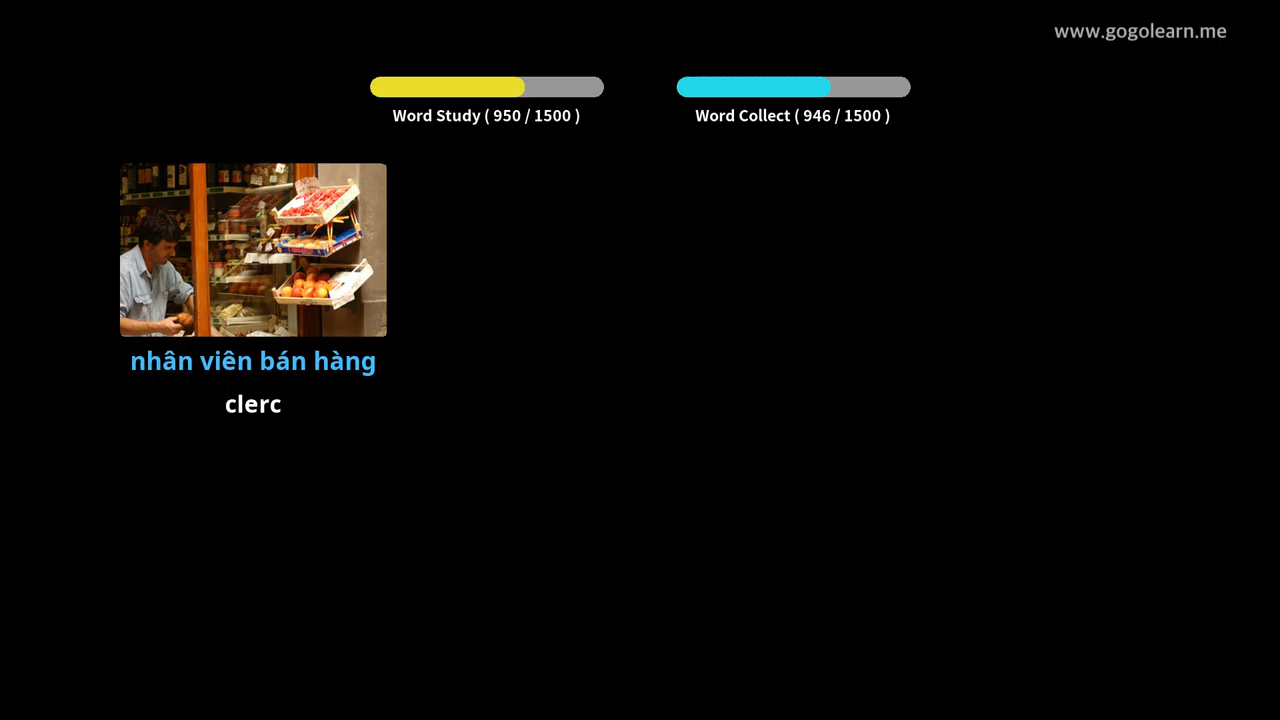 www.gogolearn.me
Word Study ( 950 / 1500 )
Word Collect ( 946 / 1500 )
nhân viên bán hàng
clerc